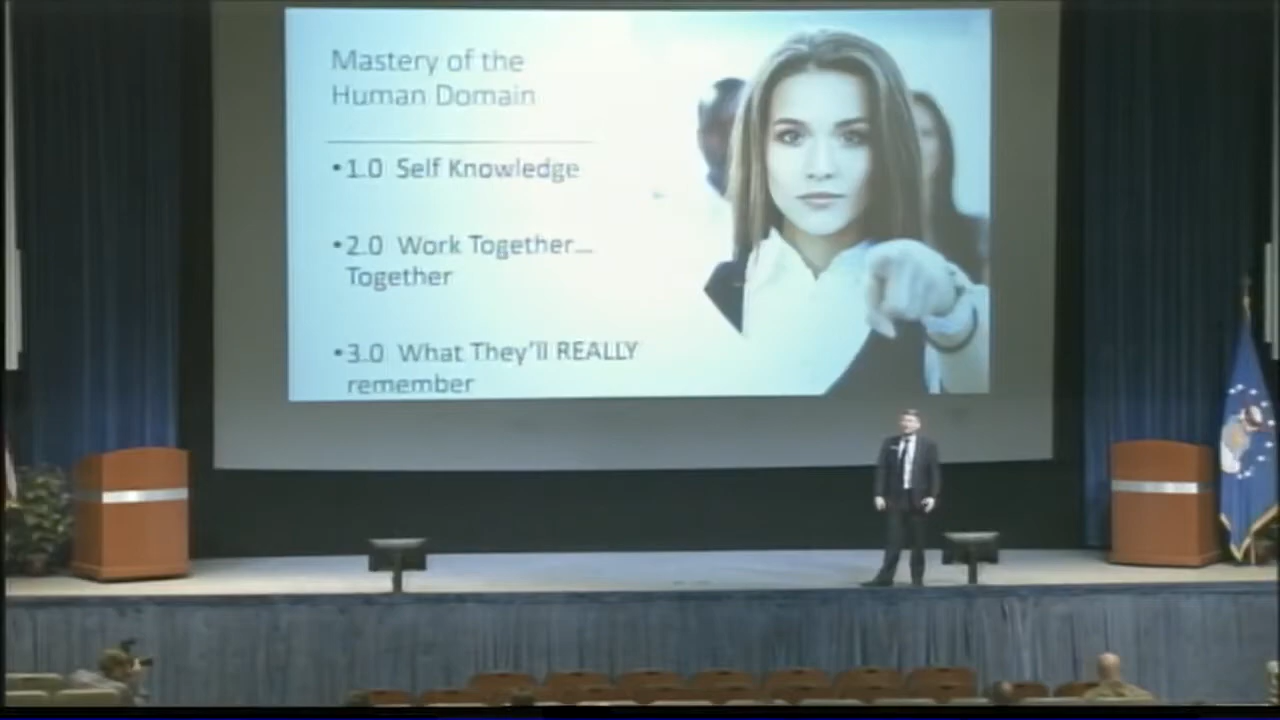 Mastery of the
Human Domain
•1.0 Self Knowledge
•2.0 Work Together...
Together
•3.0 What They'll REALLY
remember